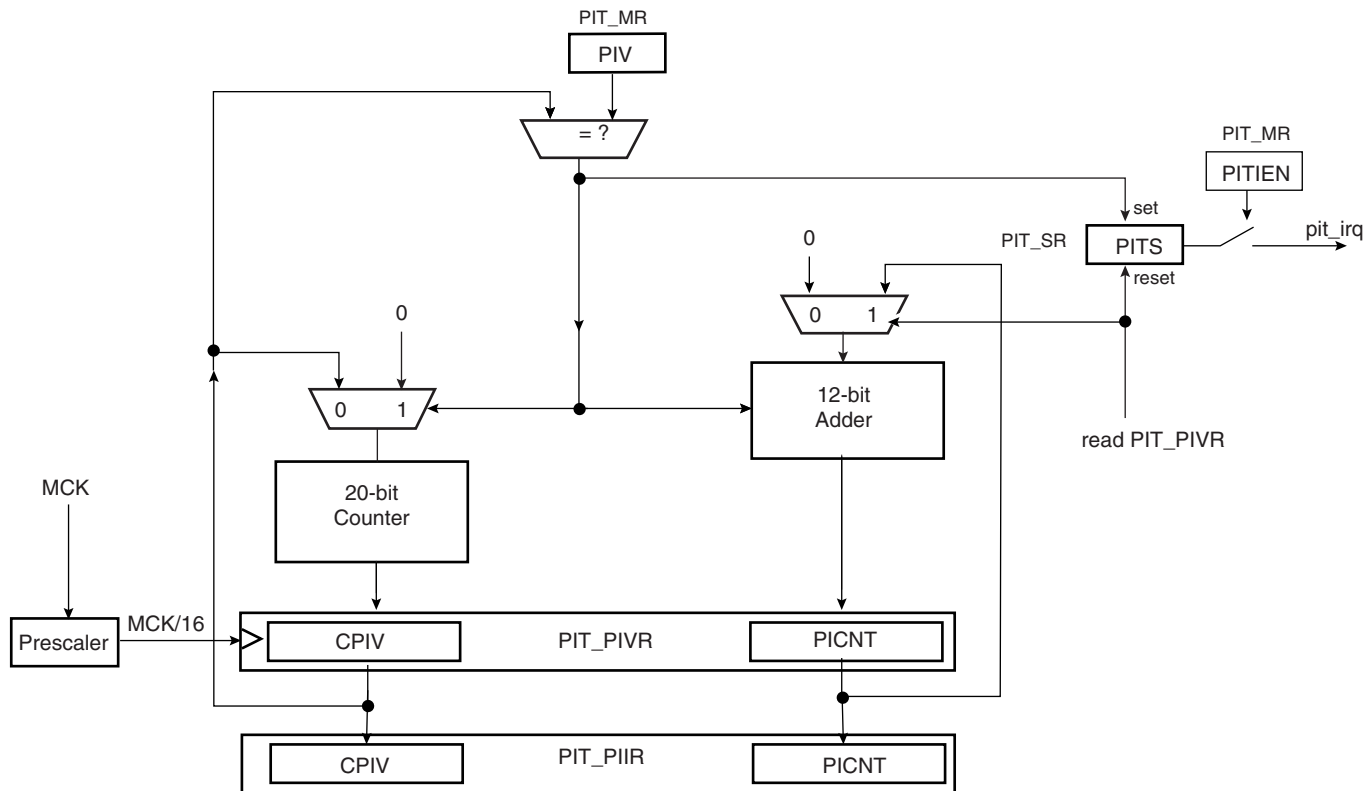 PIT_MR
PIV
= ?
PIT_MR
PITIEN
set
PIT_SR
PITS
pit_irq
reset
0
0 1
0
0 1
12-bit
Adder
read PIT_PIVR
20-bit
Counter
MCK
MCK/16
Prescaler
CPIV
PIT_PIVR
PICNT
CPIV
PIT_PIIR
PICNT